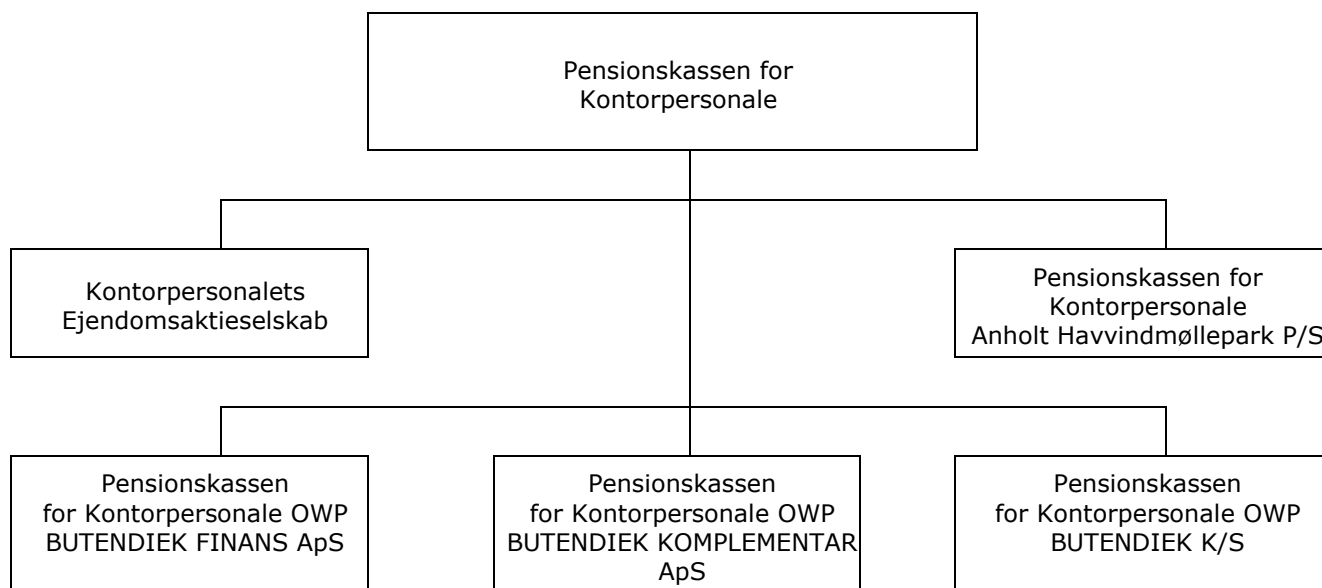 Pensionskassen for
Kontorpersonale
Kontorpersonalets
Ejendomsaktieselskab
Pensionskassen for
Kontorpersonale
Anholt Havvindmøllepark P/S
Pensionskassen
for Kontorpersonale OWP
BUTENDIEK FINANS ApS
Pensionskassen
for Kontorpersonale OWP
BUTENDIEK KOMPLEMENTAR
ApS
Pensionskassen
for Kontorpersonale OWP
BUTENDIEK K/S